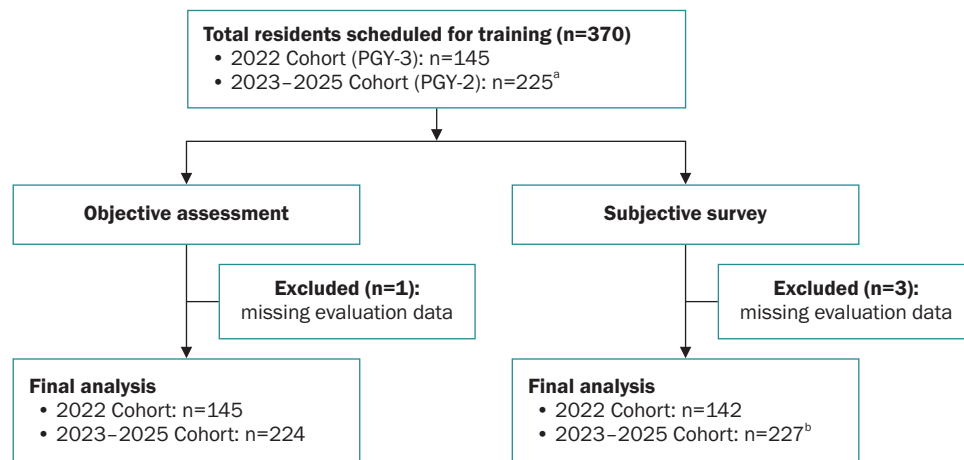 Total residents scheduled for training (n=370)
• 2022 Cohort (PGY-3): n=145
• 2023–2025 Cohort (PGY-2): n=225ᵃ
Objective assessment
Subjective survey
Excluded (n=1):
missing evaluation data
Excluded (n=3):
missing evaluation data
Final analysis
• 2022 Cohort: n=145
• 2023–2025 Cohort: n=224
Final analysis
• 2022 Cohort: n=142
• 2023–2025 Cohort: n=227ᵇ